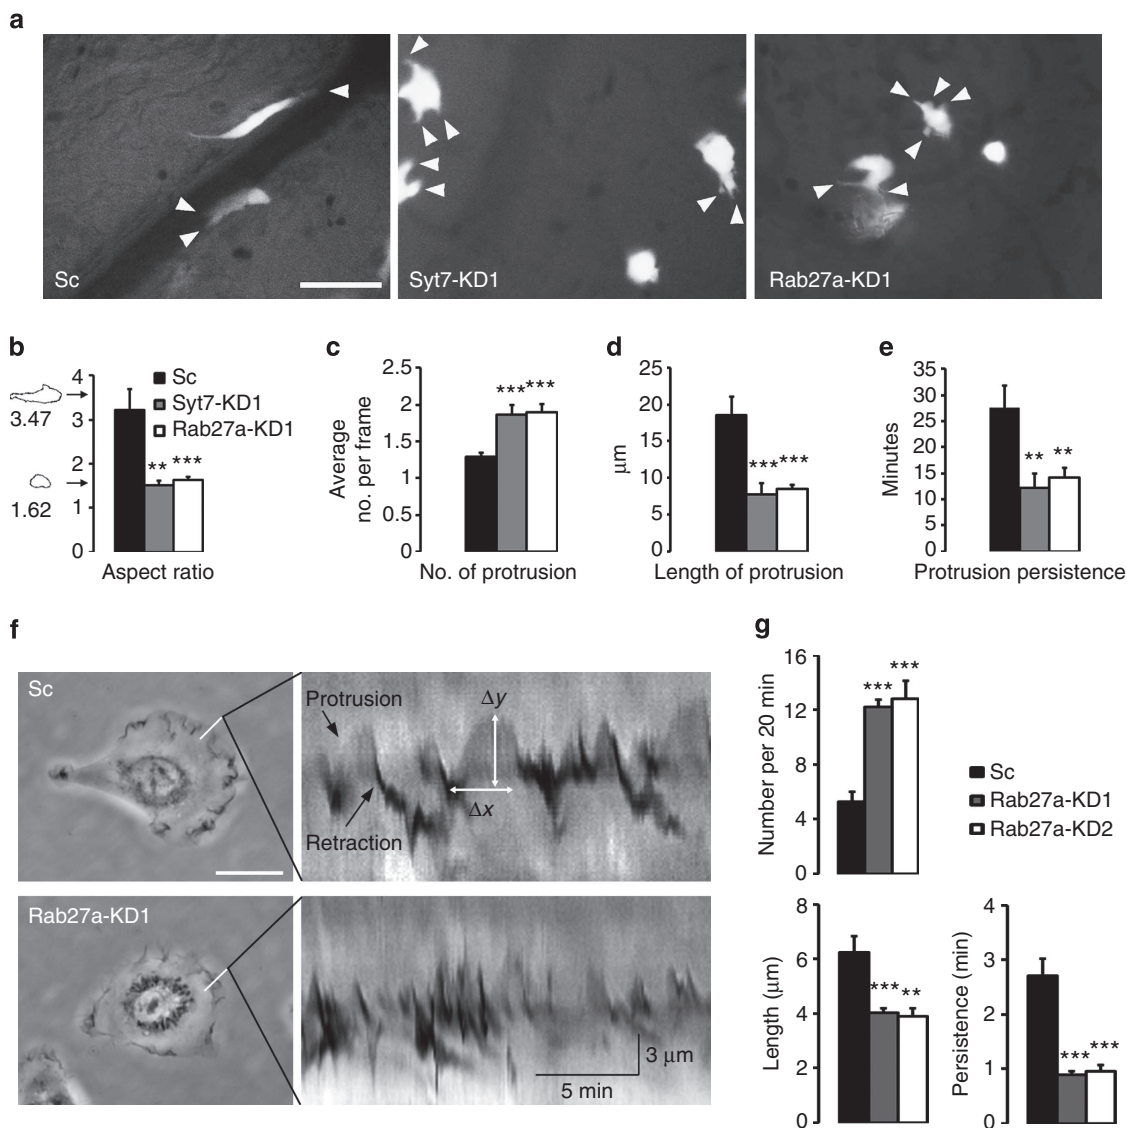 a
Sc
Syt7-KD1
Rab27a-KD1
b
3.47
1.62
4
3
2
1
0
Sc
Syt7-KD1
Rab27a-KD1
** ***
Aspect ratio
c
Average
no. per frame
2.5
2
1.5
1
0.5
0
*** ***
No. of protrusion
d
μm
25
20
15
10
5
0
*** ***
Length of protrusion
e
Minutes
35
30
25
20
15
10
5
0
** **
Protrusion persistence
f
Sc
Protrusion
Retraction
Δy
Δx
Rab27a-KD1
3 μm
5 min
g
Number per 20 min
16
12
8
4
0
*** ***
Sc
Rab27a-KD1
Rab27a-KD2
Length (μm)
8
6
4
2
0
*** **
Persistence (min)
4
3
2
1
0
*** ***